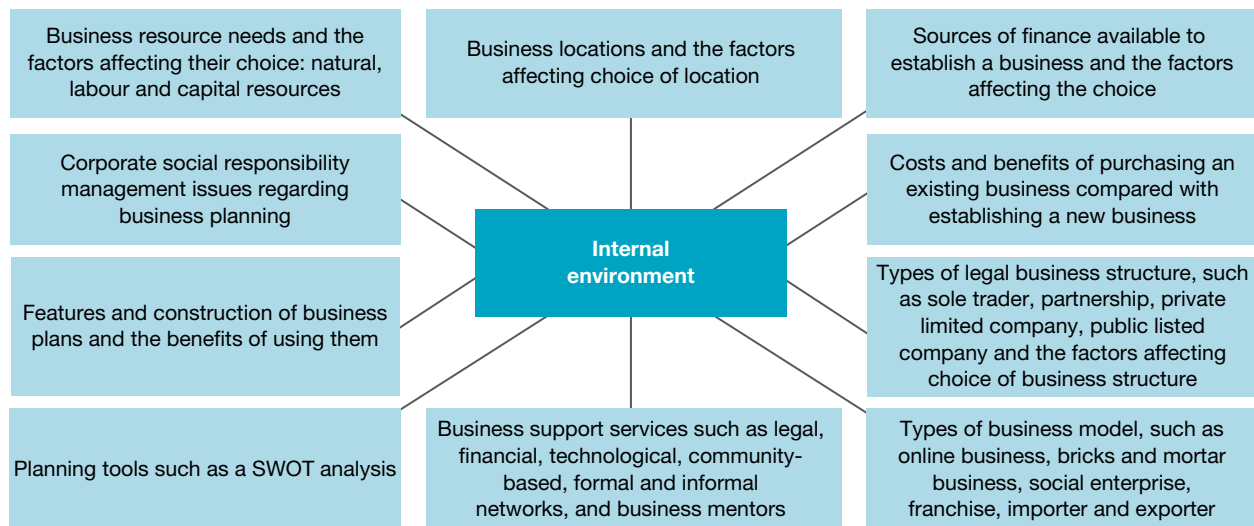 Business resource needs and the
factors affecting their choice: natural,
labour and capital resources
Business locations and the factors
affecting choice of location
Sources of finance available to
establish a business and the factors
affecting the choice
Corporate social responsibility
management issues regarding
business planning
Costs and benefits of purchasing an
existing business compared with
establishing a new business
Internal
environment
Features and construction of business
plans and the benefits of using them
Types of legal business structure, such
as sole trader, partnership, private
limited company, public listed
company and the factors affecting
choice of business structure
Planning tools such as a SWOT analysis
Business support services such as legal,
financial, technological, community-
based, formal and informal
networks, and business mentors
Types of business model, such as
online business, bricks and mortar
business, social enterprise,
franchise, importer and exporter